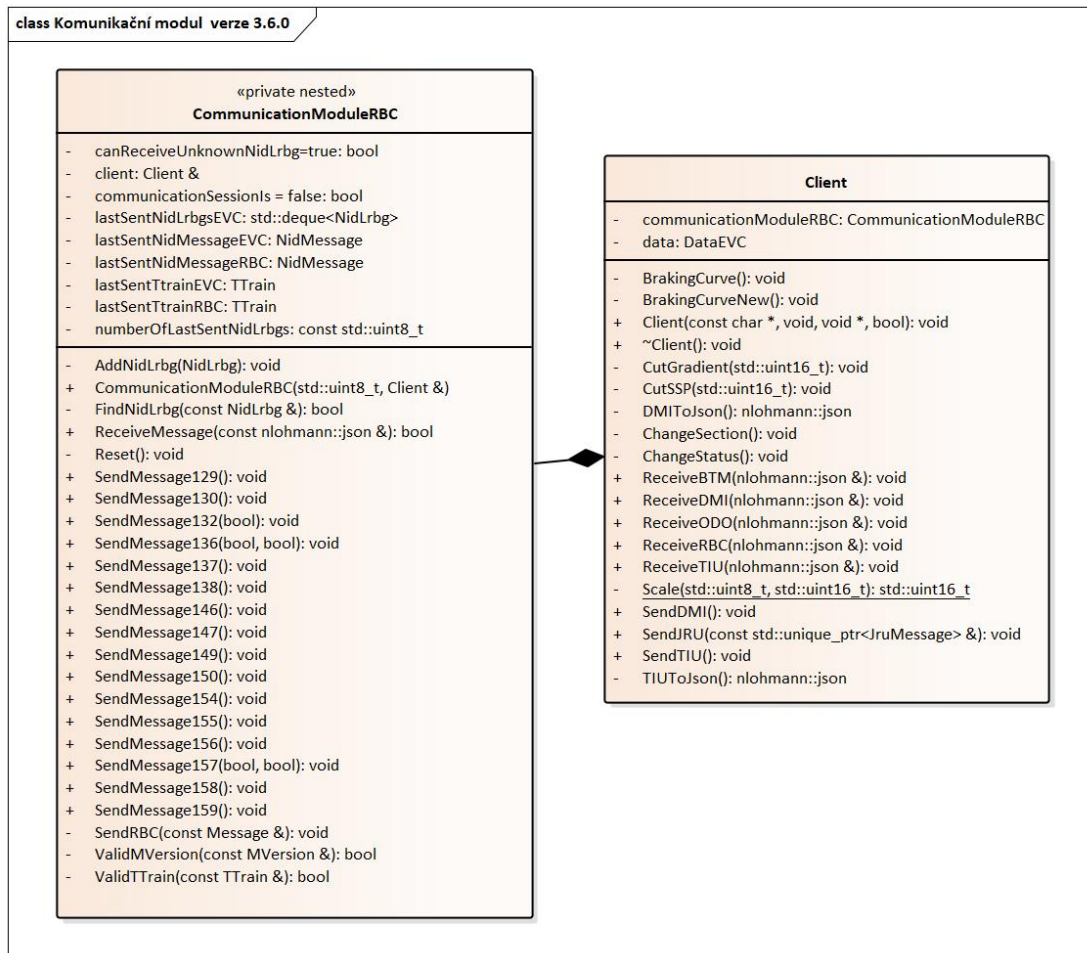 class Komunikační modul verze 3.6.0
«private nested»
CommunicationModuleRBC
- canReceiveUnknownNidLrbg=true: bool
- client: Client &
- communicationSessionIs = false: bool
- lastSentNidLrbgsEVC: std::deque<NidLrbg>
- lastSentNidMessageEVC: NidMessage
- lastSentNidMessageRBC: NidMessage
- lastSentTtrainEVC: TTrain
- lastSentTtrainRBC: TTrain
- numberOfLastSentNidLrbgs: const std::uint8_t
- AddNidLrbg(NidLrbg): void
+ CommunicationModuleRBC(std::uint8_t, Client &)
- FindNidLrbg(const NidLrbg &): bool
+ ReceiveMessage(const nlohmann::json &): bool
- Reset(): void
+ SendMessage129(): void
+ SendMessage130(): void
+ SendMessage132(bool): void
+ SendMessage136(bool, bool): void
+ SendMessage137(): void
+ SendMessage138(): void
+ SendMessage146(): void
+ SendMessage147(): void
+ SendMessage149(): void
+ SendMessage150(): void
+ SendMessage154(): void
+ SendMessage155(): void
+ SendMessage156(): void
+ SendMessage157(bool, bool): void
+ SendMessage158(): void
+ SendMessage159(): void
- SendRBC(const Message &): void
- ValidMVersion(const MVersion &): bool
- ValidTTrain(const TTrain &): bool
Client
- communicationModuleRBC: CommunicationModuleRBC
- data: DataEVC
- BrakingCurve(): void
- BrakingCurveNew(): void
+ Client(const char *, void, void *, bool): void
+ ~Client(): void
- CutGradient(std::uint16_t): void
- CutSSP(std::uint16_t): void
- DMIToJson(): nlohmann::json
- ChangeSection(): void
- ChangeStatus(): void
+ ReceiveBTM(nlohmann::json &): void
+ ReceiveDMI(nlohmann::json &): void
+ ReceiveODO(nlohmann::json &): void
+ ReceiveRBC(nlohmann::json &): void
+ ReceiveTIU(nlohmann::json &): void
- Scale(std::uint8_t, std::uint16_t): std::uint16_t
+ SendDMI(): void
+ SendJRU(const std::unique_ptr<JruMessage> &): void
+ SendTIU(): void
- TIUToJson(): nlohmann::json